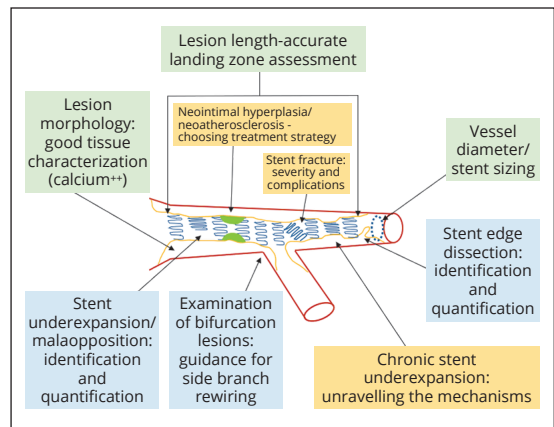 Lesion length-accurate
landing zone assessment
Lesion
morphology:
good tissue
characterization
(calcium⁺⁺)
Neointimal hyperplasia/
neoatherosclerosis -
choosing treatment strategy
Stent fracture:
severity and
complications
Vessel
diameter/
stent sizing
Stent edge
dissection:
identification
and
quantification
Stent
underexpansion/
malaopposition:
identification
and
quantification
Examination
of bifurcation
lesions:
guidance for
side branch
rewiring
Chronic stent
underexpansion:
unravelling the mechanisms